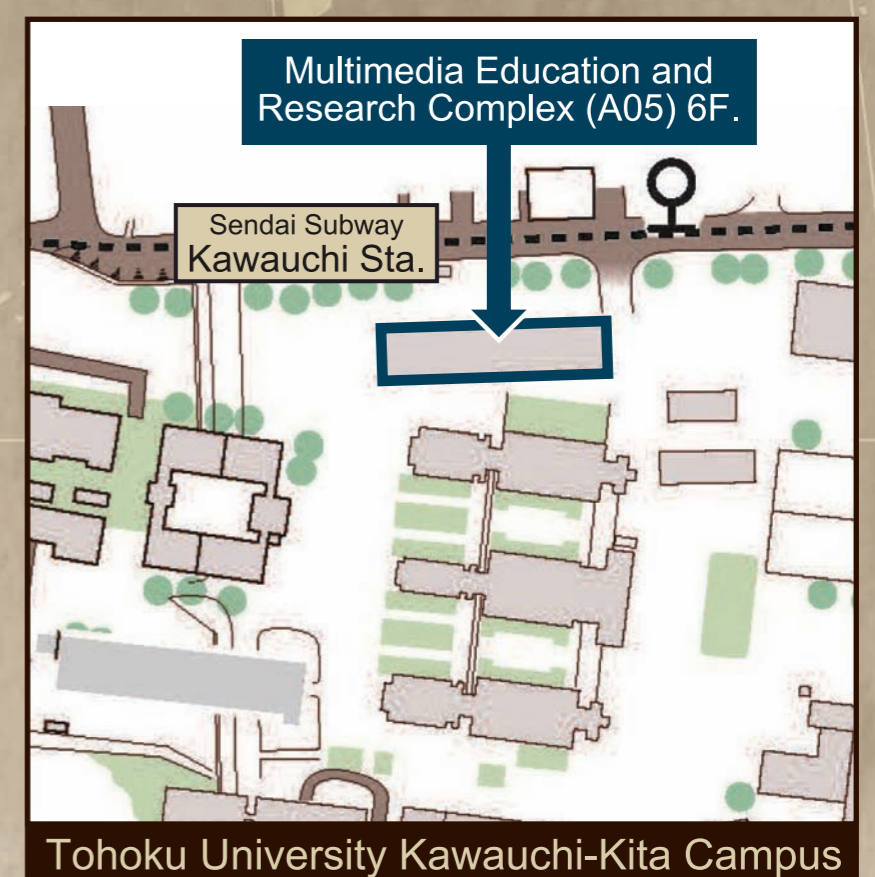 Multimedia Education and
Research Complex (A05) 6F.
Sendai Subway
Kawauchi Sta.
Tohoku University Kawauchi-Kita Campus